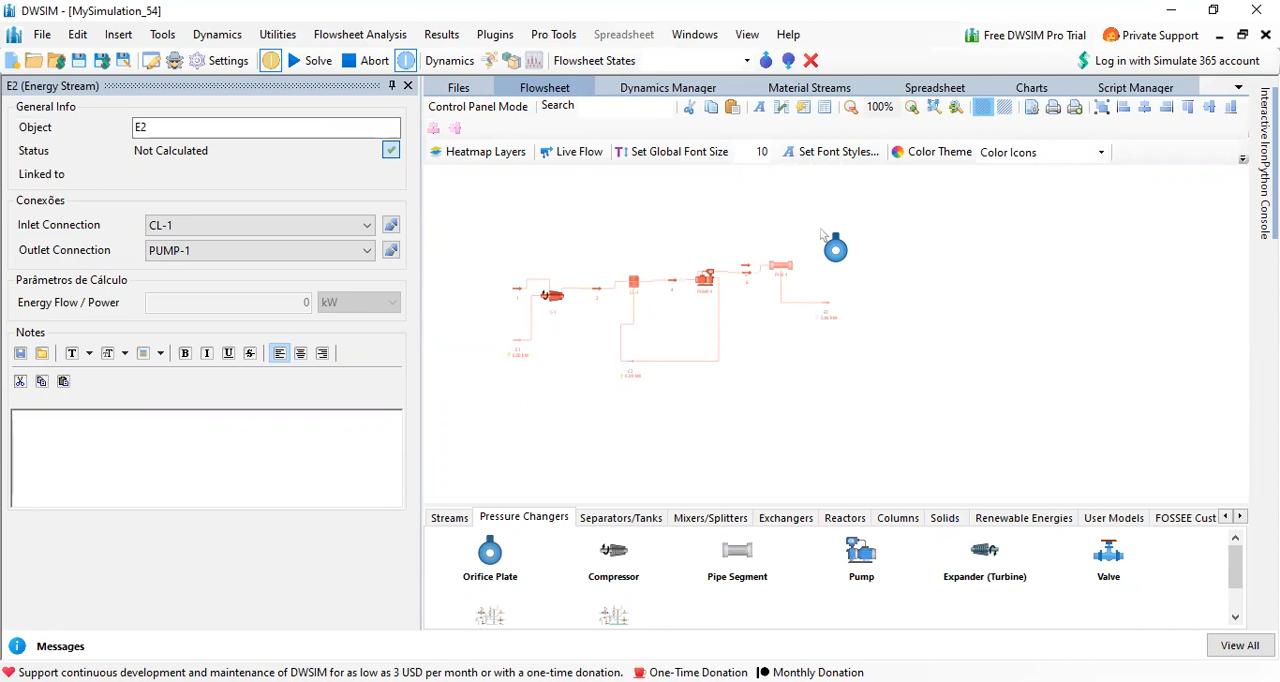 DWSIM - [MySimulation_54]
File Edit Insert Tools Dynamics Utilities Flowsheet Analysis Results Plugins Pro Tools Spreadsheet Windows View Help Free DWSIM Pro Trial Private Support
Settings Solve Abort Dynamics Flowsheet States Log in with Simulate 365 account
E2 (Energy Stream)
General Info
Object E2
Status Not Calculated
Linked to
Conexões
Inlet Connection CL-1
Outlet Connection PUMP-1
Parâmetros de Cálculo
Energy Flow / Power 0 kW
Notes
B I U S
Files Flowsheet Dynamics Manager Material Streams Spreadsheet Charts Script Manager
Control Panel Mode Search 100%
Heatmap Layers Live Flow Set Global Font Size 10 Set Font Styles... Color Theme Color Icons
Interactive IronPython Console
1
2
4
PUMP-1
6
Streams Pressure Changers Separators/Tanks Mixers/Splitters Exchangers Reactors Columns Solids Renewable Energies User Models FOSSEE Cust
Orifice Plate Compressor Pipe Segment Pump Expander (Turbine) Valve
Messages View All
Support continuous development and maintenance of DWSIM for as low as 3 USD per month or with a one-time donation. One-Time Donation Monthly Donation